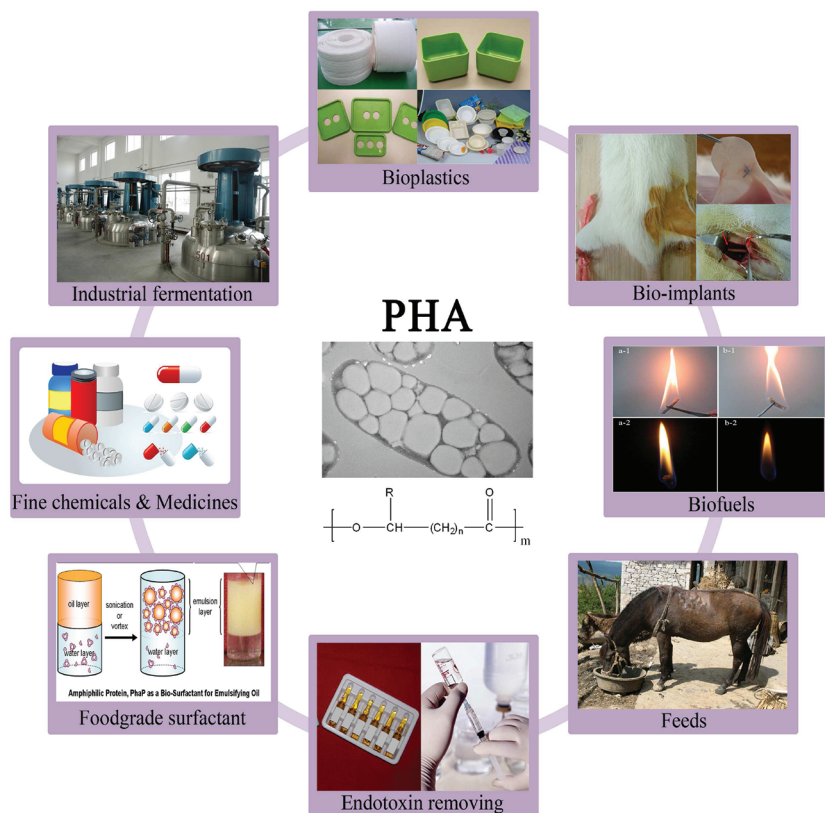 Bioplastics
Industrial fermentation
501
Bio-implants
PHA
a-1
b-1
a-2
b-2
Fine chemicals & Medicines
Biofuels
R
O
O
CH
(CH2)n
C
m
oil layer
sonication
or
vortex
emulsion
layer
water layer
water layer
Amphiphilic Protein, PhaP as a Bio-Surfactant for Emulsifying Oil
Foodgrade surfactant
Feeds
Endotoxin removing